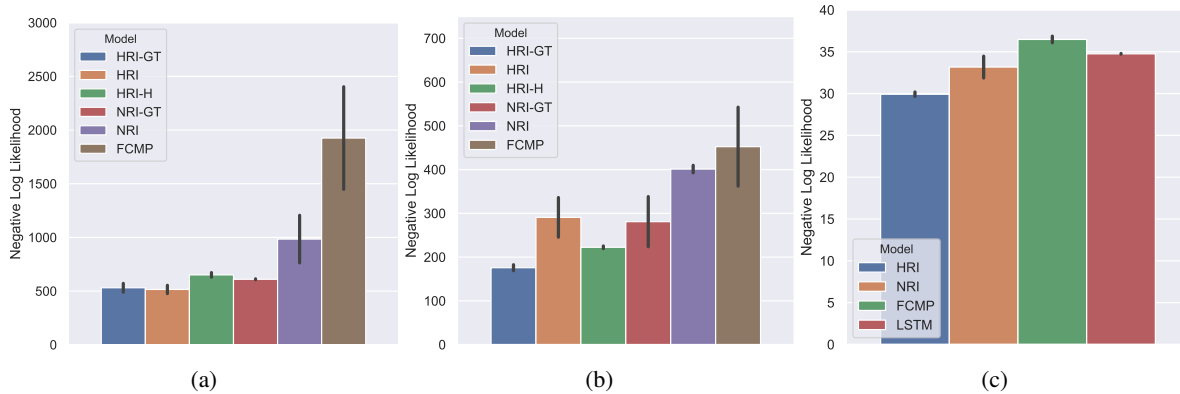 Negative Log Likelihood
3000
2500
2000
1500
1000
500
0
Model
HRI-GT
HRI
HRI-H
NRI-GT
NRI
FCMP
(a)
Negative Log Likelihood
700
600
500
400
300
200
100
0
Model
HRI-GT
HRI
HRI-H
NRI-GT
NRI
FCMP
(b)
Negative Log Likelihood
40
35
30
25
20
15
10
5
0
Model
HRI
NRI
FCMP
LSTM
(c)